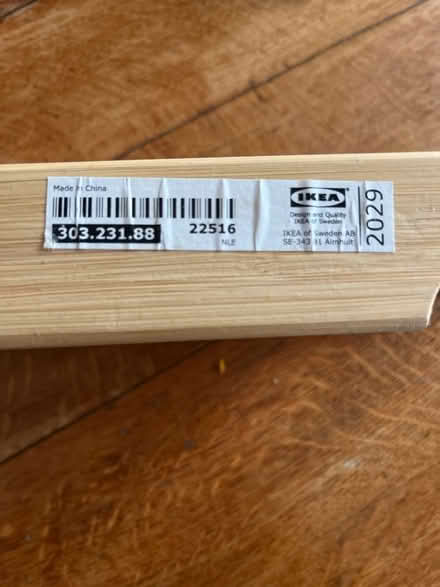 Made in China
303.231.88
22516
NLE
IKEA
Design and Quality
IKEA of Sweden
IKEA of Sweden AB
SE-343 81 Älmhult
2029